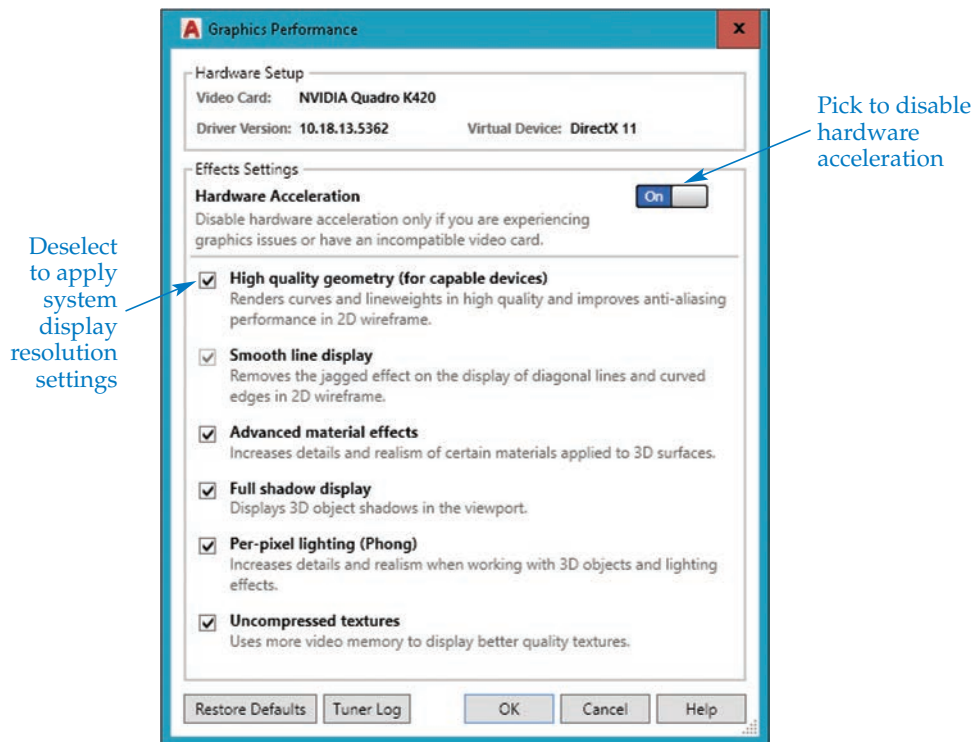 Graphics Performance
x
Hardware Setup
Video Card: NVIDIA Quadro K420
Driver Version: 10.18.13.5362 Virtual Device: DirectX 11
Pick to disable
hardware
acceleration
Effects Settings
Hardware Acceleration On
Disable hardware acceleration only if you are experiencing
graphics issues or have an incompatible video card.
Deselect
to apply
system
display
resolution
settings
High quality geometry (for capable devices)
Renders curves and lineweights in high quality and improves anti-aliasing
performance in 2D wireframe.
Smooth line display
Removes the jagged effect on the display of diagonal lines and curved
edges in 2D wireframe.
Advanced material effects
Increases details and realism of certain materials applied to 3D surfaces.
Full shadow display
Displays 3D object shadows in the viewport.
Per-pixel lighting (Phong)
Increases details and realism when working with 3D objects and lighting
effects.
Uncompressed textures
Uses more video memory to display better quality textures.
Restore Defaults Tuner Log OK Cancel Help